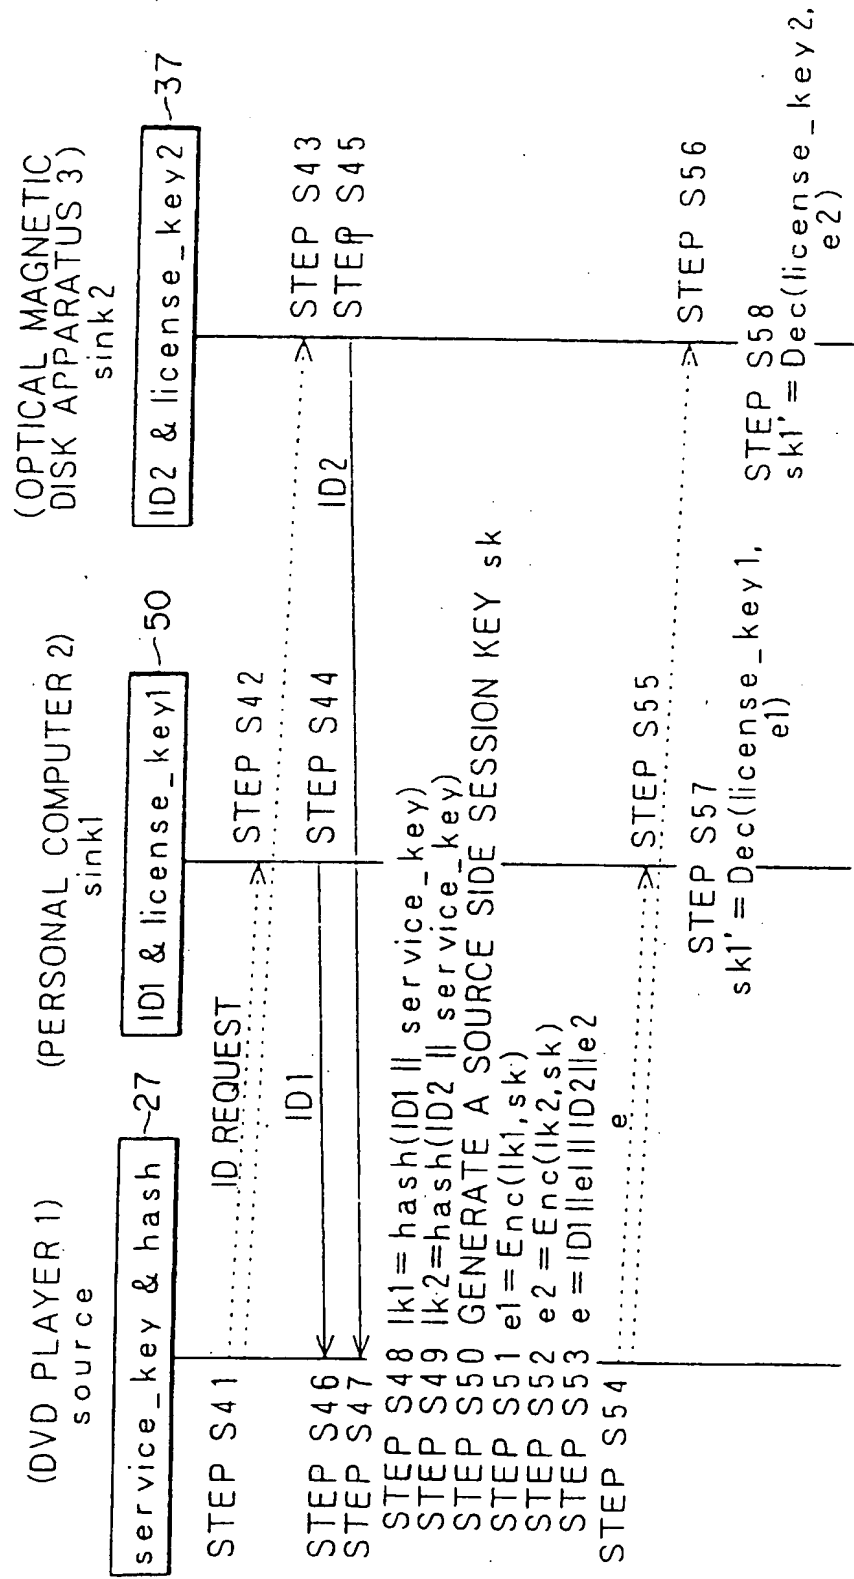 (DVD PLAYER 1)
source
service_key & hash
~27
(PERSONAL COMPUTER 2)
sink1
ID1 & license_key1
~50
(OPTICAL MAGNETIC
DISK APPARATUS 3)
sink2
ID2 & license_key2
~37
STEP S41
ID REQUEST
STEP S42
STEP S43
STEP S46
ID1
STEP S44
STEP S47
ID2
STEP S45
STEP S48 lk1=hash(ID1 || service_key)
STEP S49 lk2=hash(ID2 || service_key)
STEP S50 GENERATE A SOURCE SIDE SESSION KEY sk
STEP S51 e1=Enc(lk1,sk)
STEP S52 e2=Enc(lk2,sk)
STEP S53 e=ID1||e1||ID2||e2
STEP S54
e
STEP S55
STEP S56
STEP S57
sk1'=Dec(license_key1,
e1)
STEP S58
sk1'=Dec(license_key2,
e2)